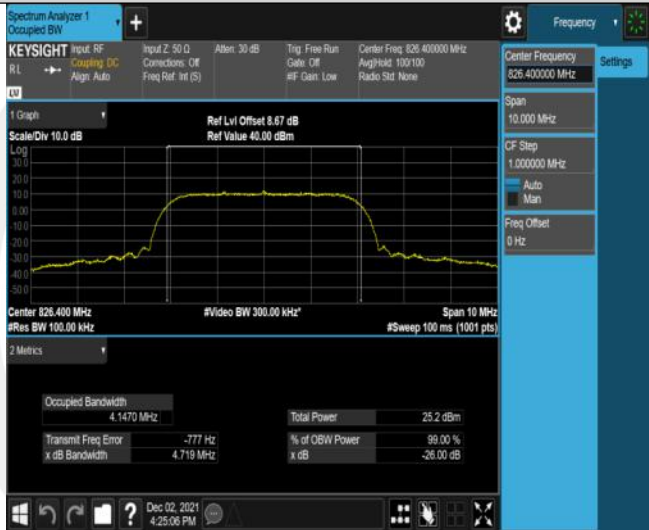 Spectrum Analyzer 1
Occupied BW
Frequency
KEYSIGHT
Input: RF
Coupling: DC
Align: Auto
Input Z: 50 Ω
Corrections: Off
Freq Ref: Int (S)
Atten: 30 dB
Trig: Free Run
Gate: Off
#IF Gain: Low
Center Freq: 826.400000 MHz
Avg|Hold: 100/100
Radio Std: None
RL
LXI
Center Frequency
826.400000 MHz
Settings
Span
10.000 MHz
CF Step
1.000000 MHz
Auto
Man
Freq Offset
0 Hz
1 Graph
Scale/Div 10.0 dB
Ref Lvl Offset 8.67 dB
Ref Value 40.00 dBm
Log
30.0
20.0
10.0
0.00
-10.0
-20.0
-30.0
-40.0
-50.0
Center 826.400 MHz
#Video BW 300.00 kHz*
Span 10 MHz
#Res BW 100.00 kHz
#Sweep 100 ms (1001 pts)
2 Metrics
Occupied Bandwidth
4.1470 MHz
Total Power 25.2 dBm
Transmit Freq Error -777 Hz
% of OBW Power 99.00 %
x dB Bandwidth 4.719 MHz
x dB -26.00 dB
?
Dec 02, 2021
4:25:06 PM